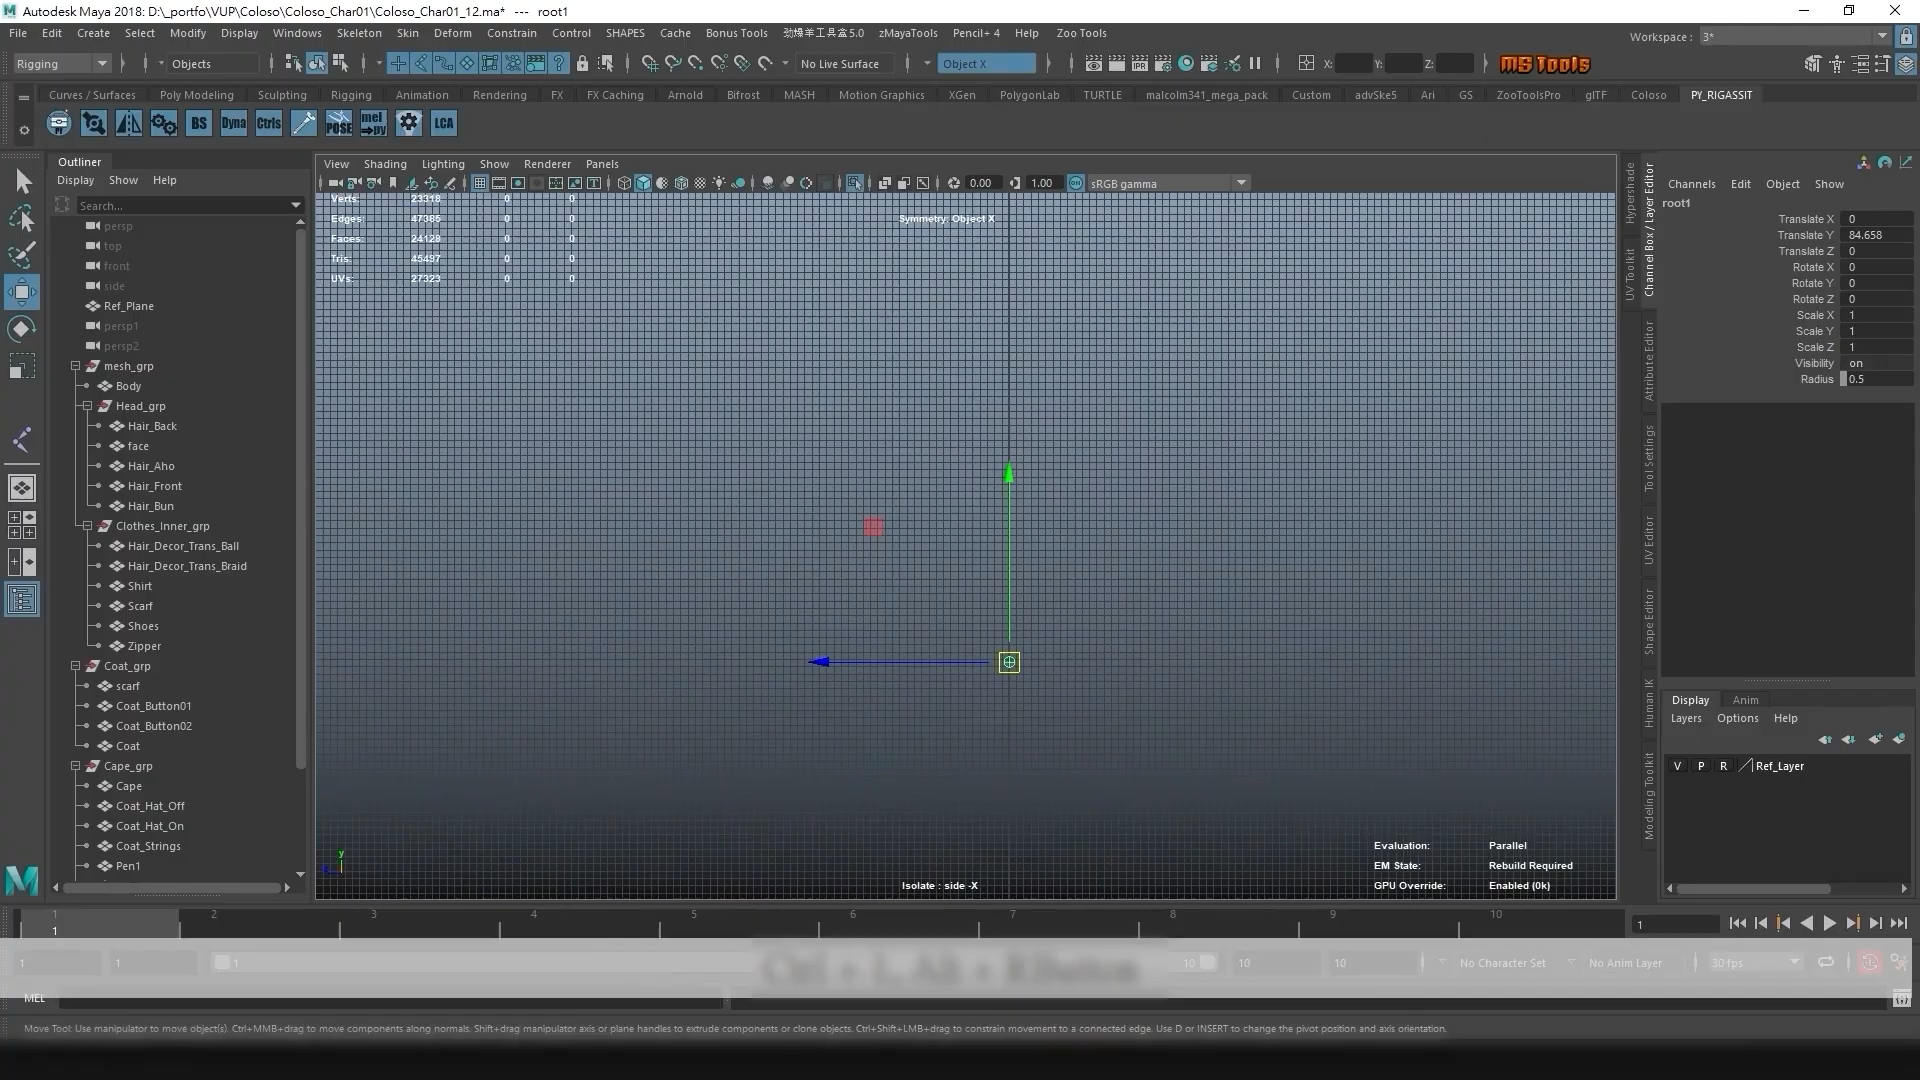 Autodesk Maya 2018: D:\_portfo\VUP\Coloso\Coloso_Char01\Coloso_Char01_12.ma* --- root1
File Edit Create Select Modify Display Windows Skeleton Skin Deform Constrain Control SHAPES Cache Bonus Tools 劲爆羊工具盒5.0 zMayaTools Pencil+ 4 Help Zoo Tools
Workspace : 3*
Rigging Objects No Live Surface Object X IPR X: Y: Z: MS Tools
Curves / Surfaces Poly Modeling Sculpting Rigging Animation Rendering FX FX Caching Arnold Bifrost MASH Motion Graphics XGen PolygonLab TURTLE malcolm341_mega_pack Custom advSke5 Ari GS ZooToolsPro glTF Coloso PY_RIGASSIT
BS Dyna Ctrls POSE mel py LCA
Outliner
Display Show Help
Search...
persp
top
front
side
Ref_Plane
persp1
persp2
mesh_grp
Body
Head_grp
Hair_Back
face
Hair_Aho
Hair_Front
Hair_Bun
Clothes_Inner_grp
Hair_Decor_Trans_Ball
Hair_Decor_Trans_Braid
Shirt
Scarf
Shoes
Zipper
Coat_grp
scarf
Coat_Button01
Coat_Button02
Coat
Cape_grp
Cape
Coat_Hat_Off
Coat_Hat_On
Coat_Strings
Pen1
View Shading Lighting Show Renderer Panels
0.00 1.00 sRGB gamma
Verts: 23318 0 0
Edges: 47385 0 0
Faces: 24128 0 0
Tris: 45497 0 0
UVs: 27323 0 0
Symmetry: Object X
y
Isolate : side -X
Evaluation: Parallel
EM State: Rebuild Required
GPU Override: Enabled (0k)
Hypershade
UV Toolkit
Channel Box / Layer Editor
Attribute Editor
Tool Settings
UV Editor
Shape Editor
Human IK
Modeling Toolkit
Channels Edit Object Show
root1
Translate X 0
Translate Y 84.658
Translate Z 0
Rotate X 0
Rotate Y 0
Rotate Z 0
Scale X 1
Scale Y 1
Scale Z 1
Visibility on
Radius 0.5
Display Anim
Layers Options Help
V P R Ref_Layer
1 2 3 4 5 6 7 8 9 10
1
1
1 1 1 10 10 10 No Character Set No Anim Layer 30 fps
MEL
Move Tool: Use manipulator to move object(s). Ctrl+MMB+drag to move components along normals. Shift+drag manipulator axis or plane handles to extrude components or clone objects. Ctrl+Shift+LMB+drag to constrain movement to a connected edge. Use D or INSERT to change the pivot position and axis orientation.